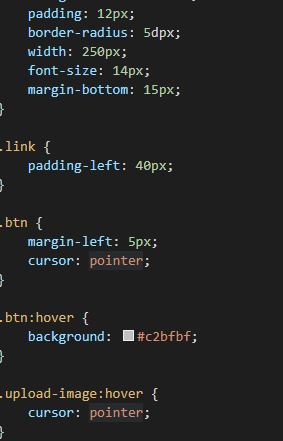 padding: 12px;
border-radius: 5dpx;
width: 250px;
font-size: 14px;
margin-bottom: 15px;
}
.link {
padding-left: 40px;
}
.btn {
margin-left: 5px;
cursor: pointer;
}
.btn:hover {
background: #c2bfbf;
}
.upload-image:hover {
cursor: pointer;
}